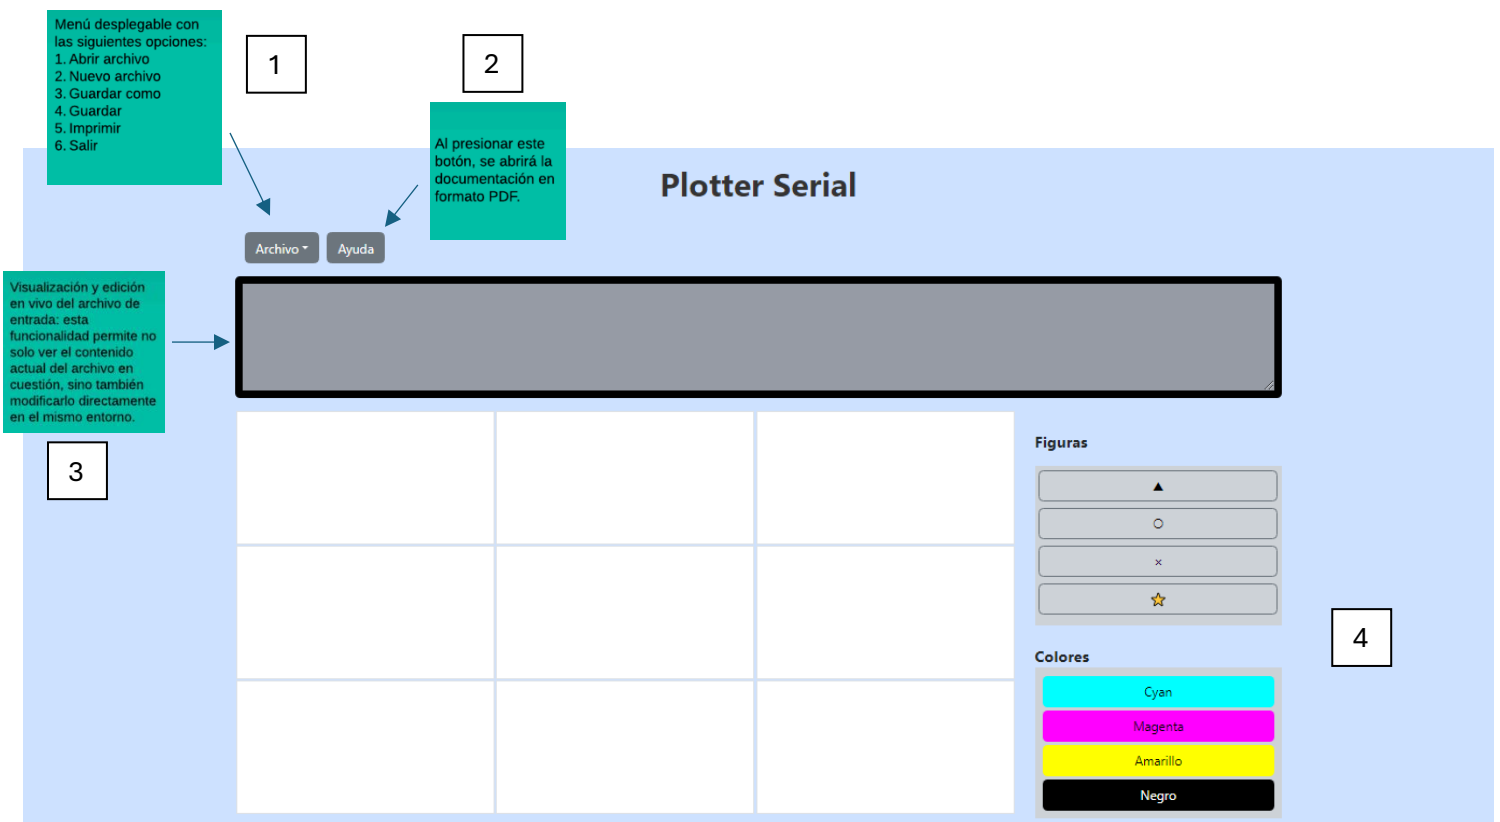 Menú desplegable con
las siguientes opciones:
1. Abrir archivo
2. Nuevo archivo
3. Guardar como
4. Guardar
5. Imprimir
6. Salir
1
2
Al presionar este
botón, se abrirá la
documentación en
formato PDF.
Plotter Serial
Archivo
Ayuda
Visualización y edición
en vivo del archivo de
entrada: esta
funcionalidad permite no
solo ver el contenido
actual del archivo en
cuestión, sino también
modificarlo directamente
en el mismo entorno.
3
Figuras
4
Colores
Cyan
Magenta
Amarillo
Negro